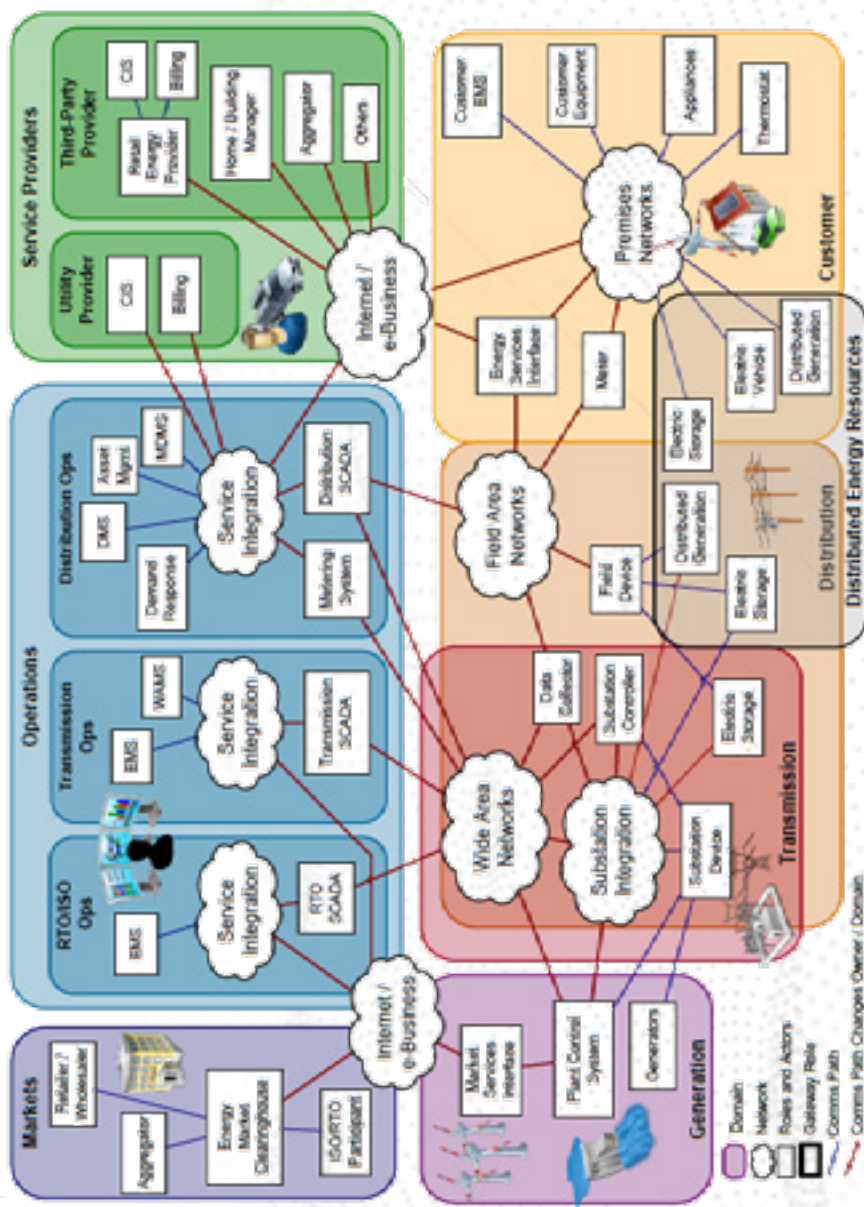 Markets
Retailer /
Wholesaler
Aggregator
Energy
Market
Clearinghouse
ISO/RTO
Participant
Operations
RTO/ISO
Ops
EMS
Service
Integration
RTO
SCADA
Transmission
Ops
EMS
WAMS
Service
Integration
Transmission
SCADA
Distribution Ops
Demand
Response
DMS
Asset
Mgmt
MDMS
Service
Integration
Metering
System
Distribution
SCADA
Service Providers
Utility
Provider
CIS
Billing
Third-Party
Provider
CIS
Billing
Retail
Energy
Provider
Home / Building
Manager
Aggregator
Others
Internet /
e-Business
Internet /
e-Business
Generation
Market
Services
Interface
Plant Control
System
Generators
Transmission
Wide Area
Networks
Substation
Integration
Substation
Device
Data
Collector
Substation
Controller
Electric
Storage
Distribution
Field Area
Networks
Field
Device
Distributed
Generation
Electric
Storage
Distributed Energy Resources
Electric
Storage
Electric
Vehicle
Distributed
Generation
Customer
Energy
Services
Interface
Meter
Premises
Networks
Customer
EMS
Customer
Equipment
Appliances
Thermostat
Domain
Network
Roles and Actors
Gateway Role
Comms Path
Comms Path Changes Owner / Domain